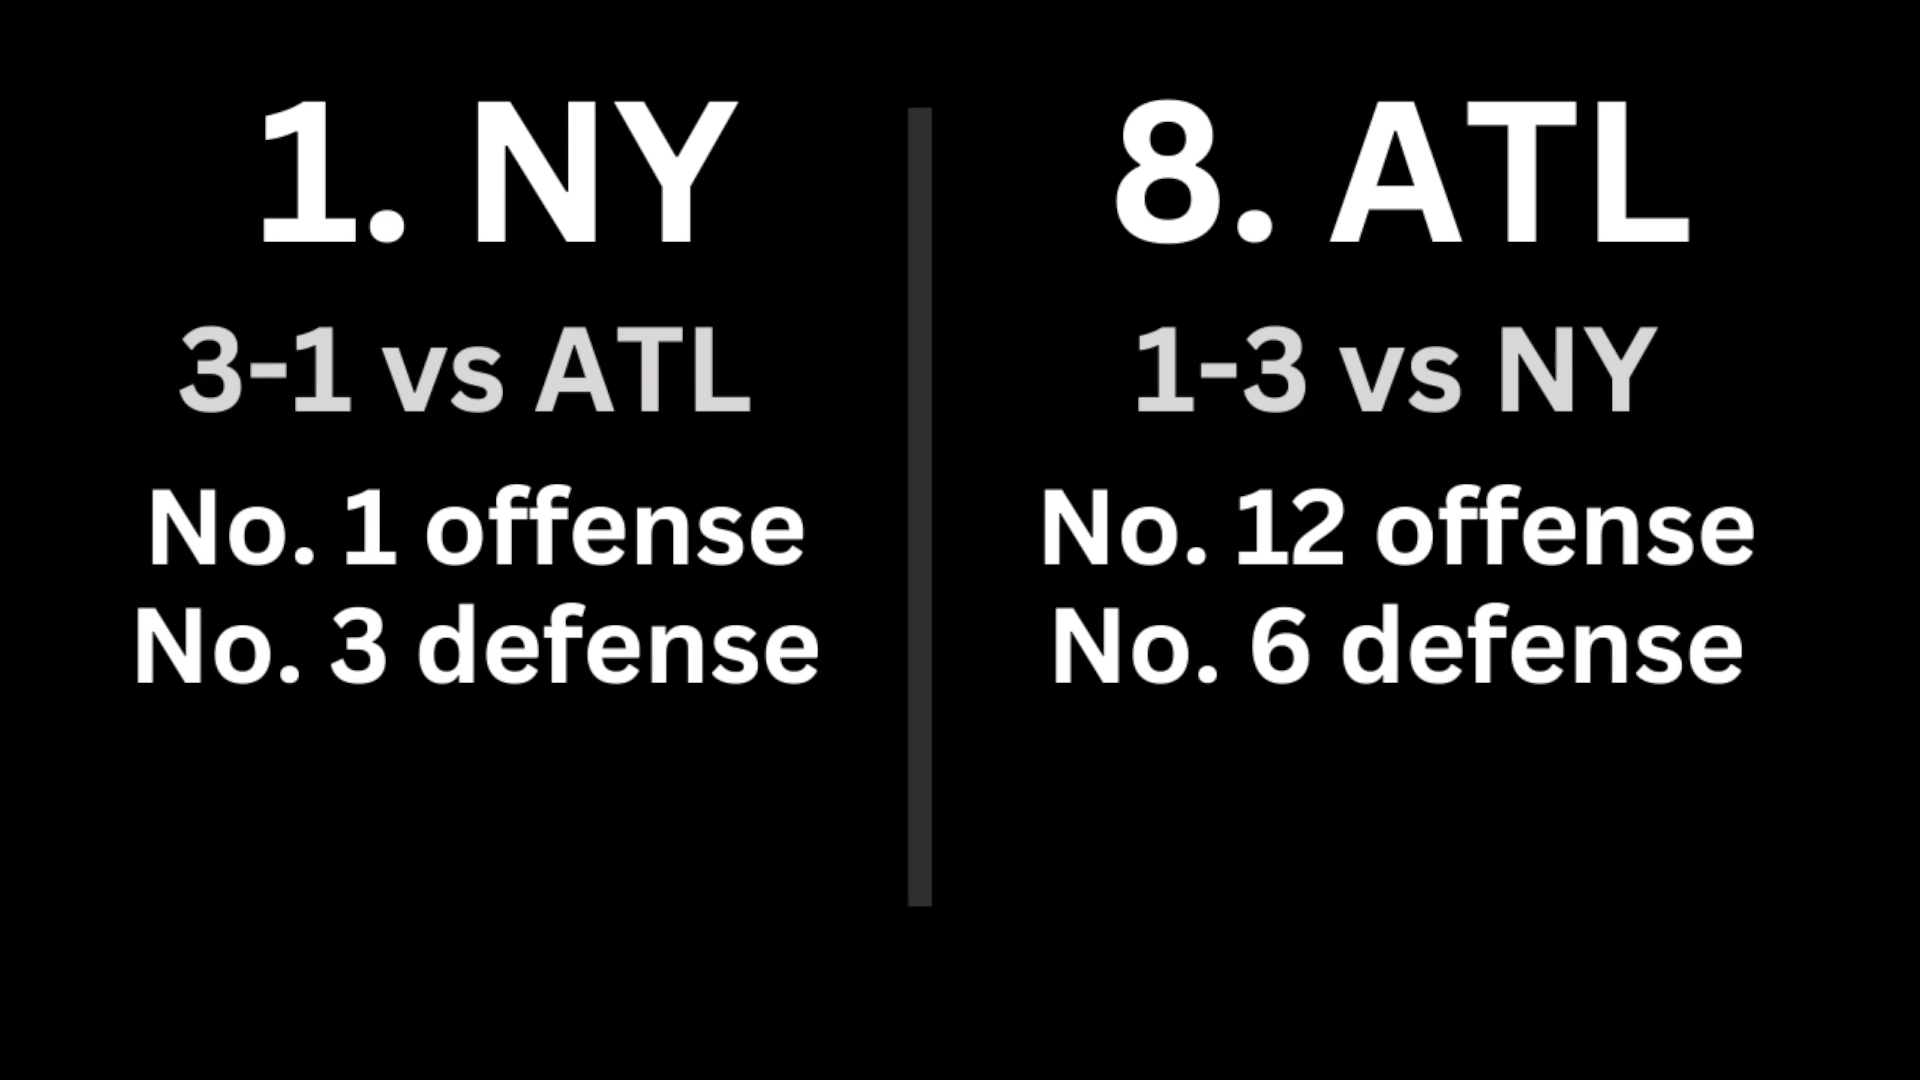 1. NY
3-1 vs ATL
No. 1 offense
No. 3 defense
8. ATL
1-3 vs NY
No. 12 offense
No. 6 defense